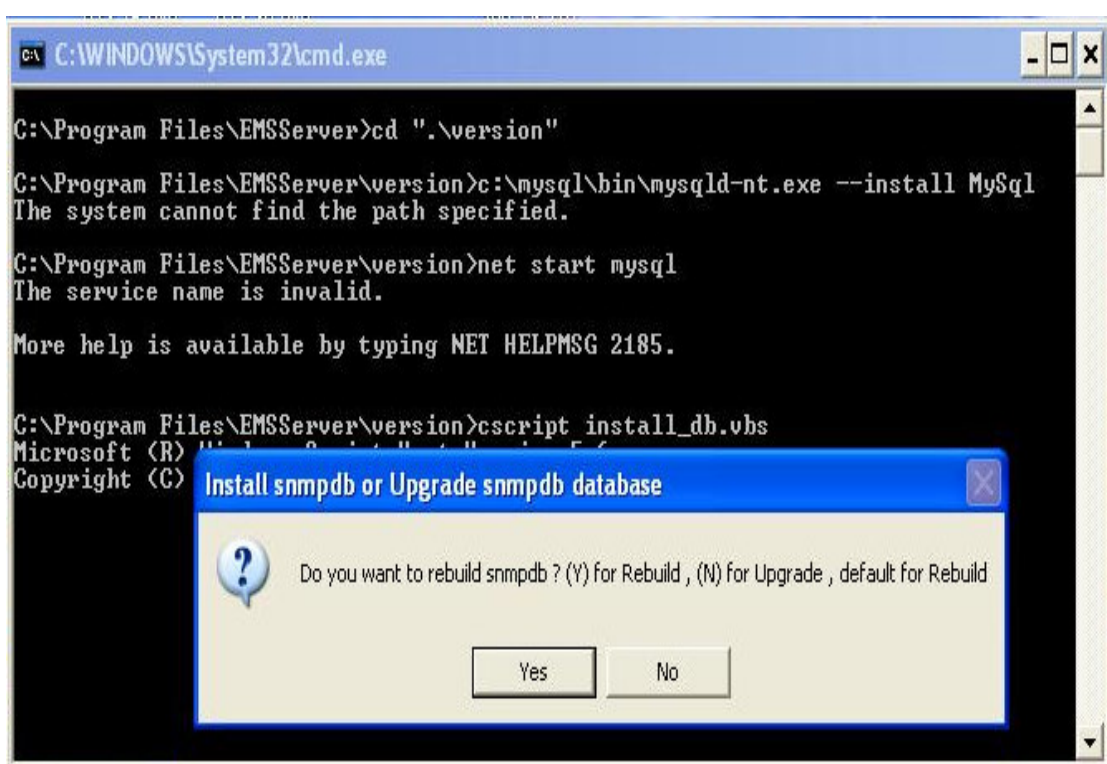 C:\WINDOWS\System32\cmd.exe
C:\Program Files\EMSServer>cd ".\version"
C:\Program Files\EMSServer\version>c:\mysql\bin\mysqld-nt.exe --install MySql
The system cannot find the path specified.
C:\Program Files\EMSServer\version>net start mysql
The service name is invalid.
More help is available by typing NET HELPMSG 2185.
C:\Program Files\EMSServer\version>cscript install_db.vbs
Microsoft (R)
Copyright (C)
Install snmpdb or Upgrade snmpdb database
Do you want to rebuild snmpdb ? (Y) for Rebuild , (N) for Upgrade , default for Rebuild
Yes No